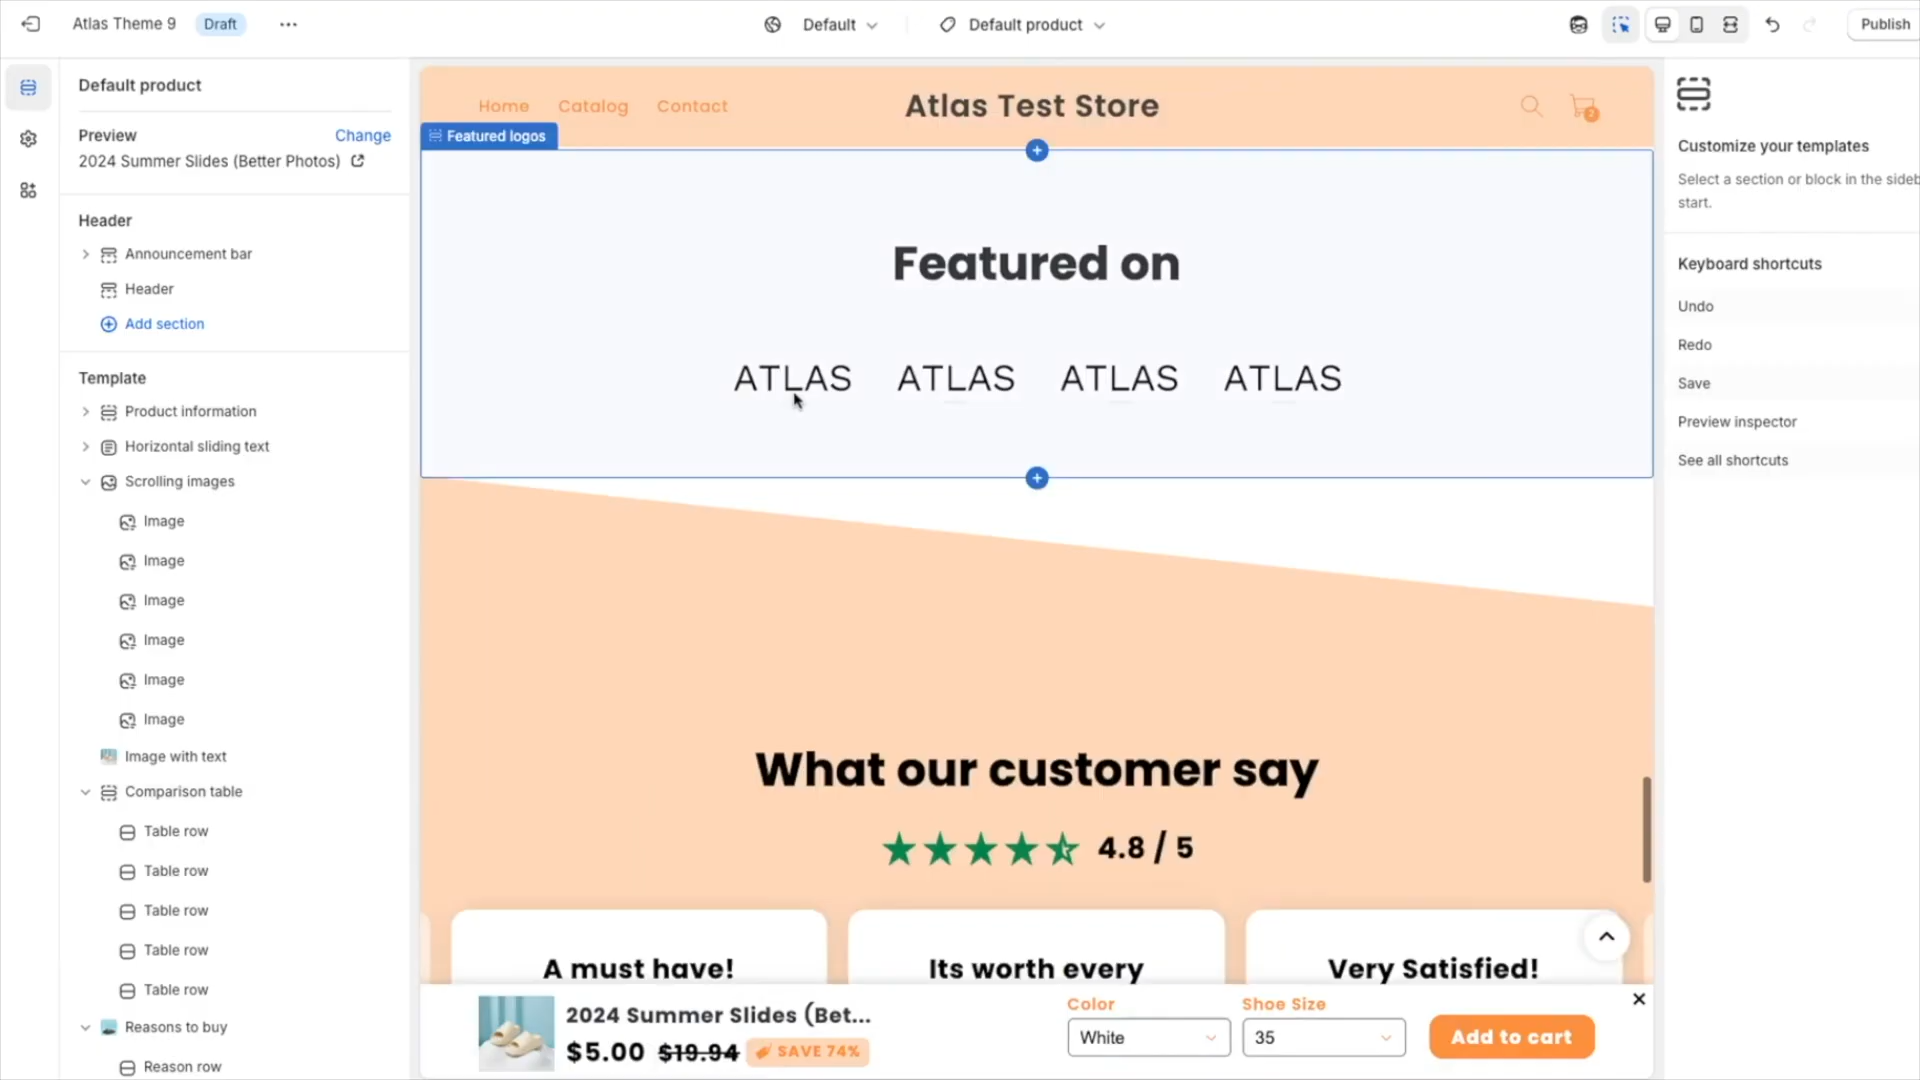 Atlas Theme 9
Draft
Default
Default product
Publish
Default product
Preview
Change
2024 Summer Slides (Better Photos)
Header
Announcement bar
Header
Add section
Template
Product information
Horizontal sliding text
Scrolling images
Image
Image
Image
Image
Image
Image
Image with text
Comparison table
Table row
Table row
Table row
Table row
Table row
Reasons to buy
Reason row
Home
Catalog
Contact
Atlas Test Store
2
Featured logos
Featured on
ATLAS ATLAS ATLAS ATLAS
What our customer say
4.8 / 5
A must have!
Its worth every
Very Satisfied!
2024 Summer Slides (Bet...
$5.00 $19.94 SAVE 74%
Color
White
Shoe Size
35
Add to cart
Customize your templates
Select a section or block in the sideb
start.
Keyboard shortcuts
Undo
Redo
Save
Preview inspector
See all shortcuts